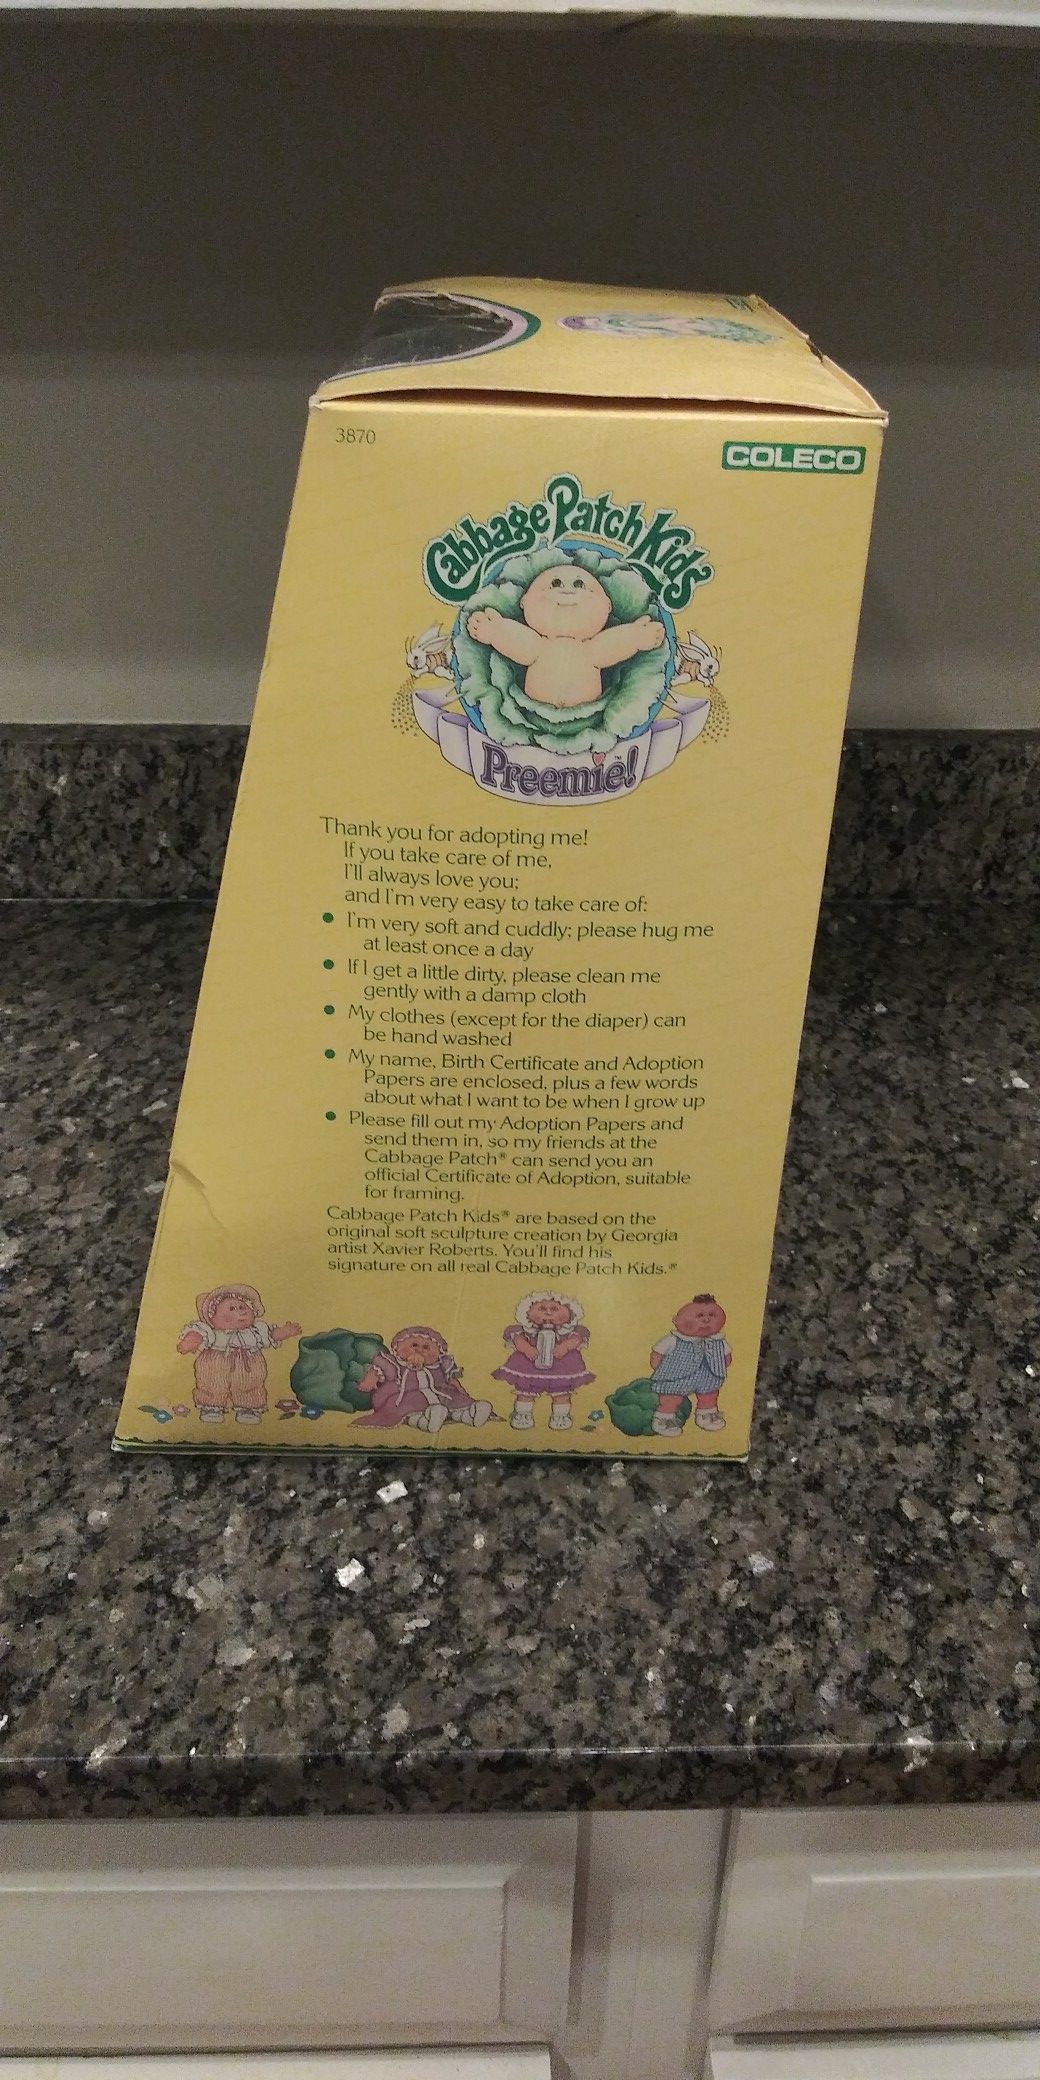 3870
COLECO
Cabbage Patch Kids®
Preemie!™
Thank you for adopting me!
If you take care of me,
I'll always love you;
and I'm very easy to take care of:
• I'm very soft and cuddly; please hug me
at least once a day
• If I get a little dirty, please clean me
gently with a damp cloth
• My clothes (except for the diaper) can
be hand washed
• My name, Birth Certificate and Adoption
Papers are enclosed, plus a few words
about what I want to be when I grow up
• Please fill out my Adoption Papers and
send them in, so my friends at the
Cabbage Patch® can send you an
official Certificate of Adoption, suitable
for framing.
Cabbage Patch Kids® are based on the
original soft sculpture creation by Georgia
artist Xavier Roberts. You'll find his
signature on all real Cabbage Patch Kids.®